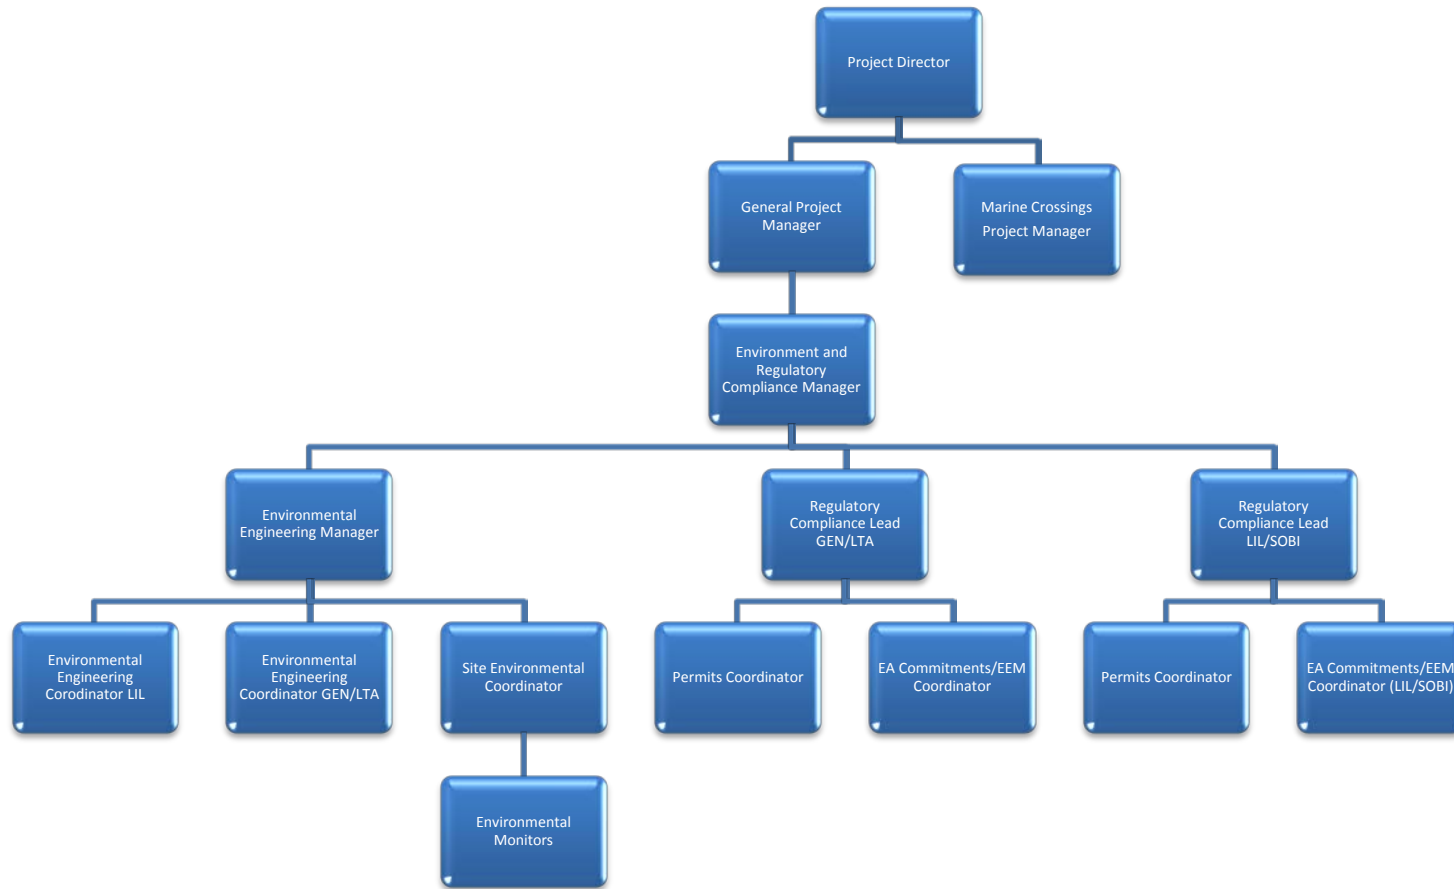 Project Director
General Project
Manager
Marine Crossings
Project Manager
Environment and
Regulatory
Compliance Manager
Environmental
Engineering Manager
Regulatory
Compliance Lead
GEN/LTA
Regulatory
Compliance Lead
LIL/SOBI
Environmental
Engineering
Corodinator LIL
Environmental
Engineering
Coordinator GEN/LTA
Site Environmental
Coordinator
Permits Coordinator
EA Commitments/EEM
Coordinator
Permits Coordinator
EA Commitments/EEM
Coordinator (LIL/SOBI)
Environmental
Monitors